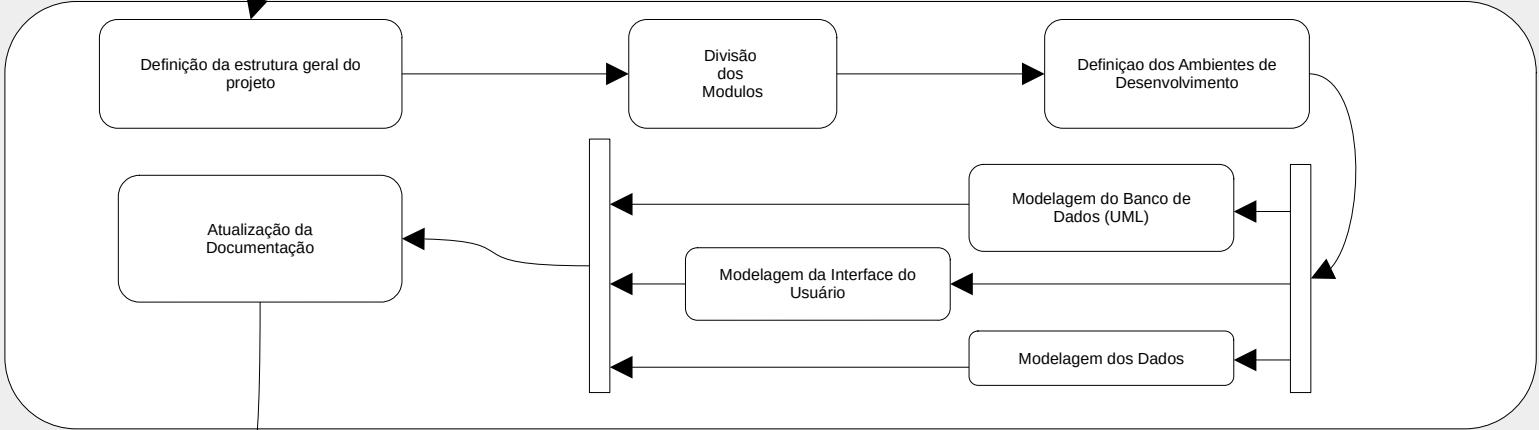 Definição da estrutura geral do
projeto
Divisão
dos
Modulos
Definiçao dos Ambientes de
Desenvolvimento
Modelagem do Banco de
Dados (UML)
Atualização da
Documentação
Modelagem da Interface do
Usuário
Modelagem dos Dados